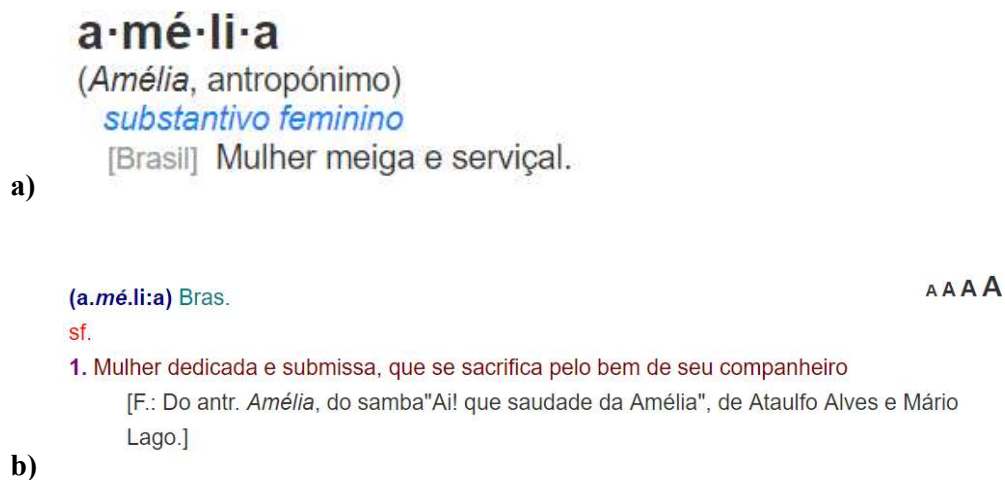 a·mé·li·a
(Amélia, antropónimo)
substantivo feminino
[Brasil] Mulher meiga e serviçal.
a)
(a.mé.li:a) Bras.
A A A A
sf.
1. Mulher dedicada e submissa, que se sacrifica pelo bem de seu companheiro
[F.: Do antr. Amélia, do samba"Ai! que saudade da Amélia", de Ataulfo Alves e Mário
Lago.]
b)